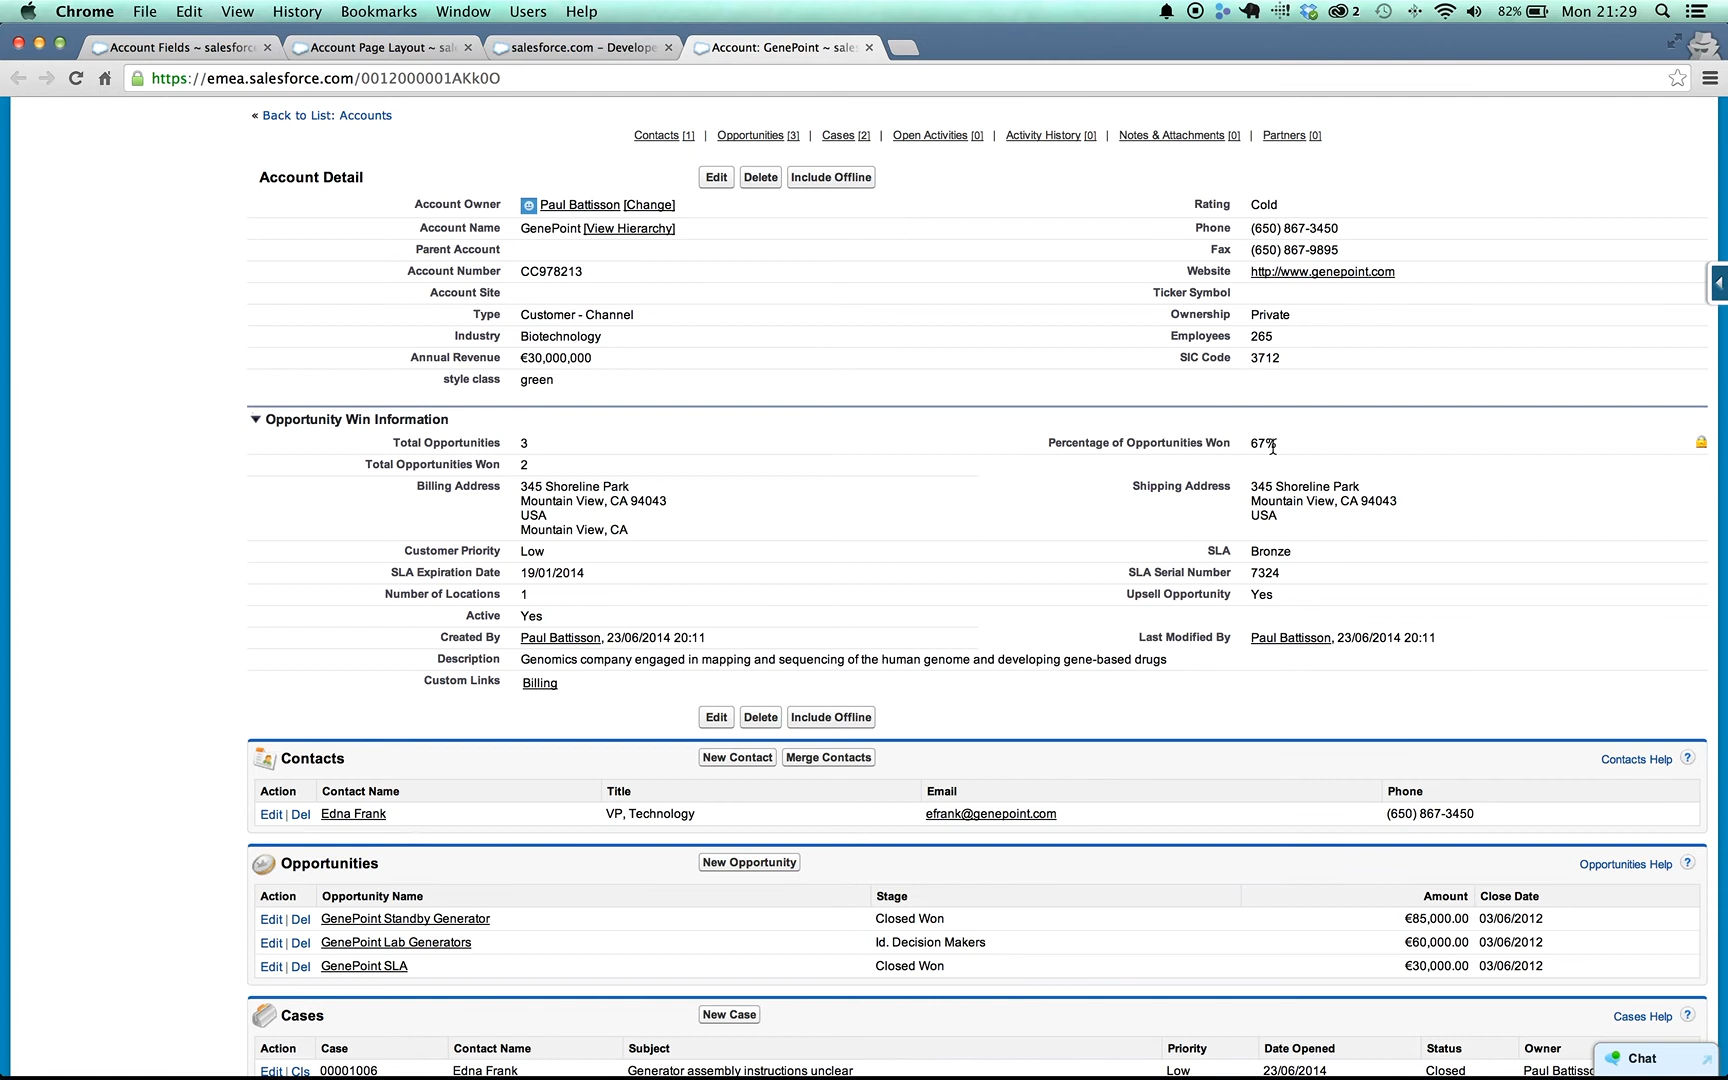 Chrome File Edit View History Bookmarks Window Users Help 2 82% Mon 21:29
Account Fields ~ salesforc × Account Page Layout ~ sal × salesforce.com - Develope × Account: GenePoint ~ sale ×
https://emea.salesforce.com/0012000001AKk0O
« Back to List: Accounts
Contacts [1] | Opportunities [3] | Cases [2] | Open Activities [0] | Activity History [0] | Notes & Attachments [0] | Partners [0]
Account Detail Edit Delete Include Offline
Account Owner Paul Battisson [Change] Rating Cold
Account Name GenePoint [View Hierarchy] Phone (650) 867-3450
Parent Account Fax (650) 867-9895
Account Number CC978213 Website http://www.genepoint.com
Account Site Ticker Symbol
Type Customer - Channel Ownership Private
Industry Biotechnology Employees 265
Annual Revenue €30,000,000 SIC Code 3712
style class green
Opportunity Win Information
Total Opportunities 3 Percentage of Opportunities Won 67%
Total Opportunities Won 2
Billing Address 345 Shoreline Park Shipping Address 345 Shoreline Park
Mountain View, CA 94043 Mountain View, CA 94043
USA USA
Mountain View, CA
Customer Priority Low SLA Bronze
SLA Expiration Date 19/01/2014 SLA Serial Number 7324
Number of Locations 1 Upsell Opportunity Yes
Active Yes
Created By Paul Battisson, 23/06/2014 20:11 Last Modified By Paul Battisson, 23/06/2014 20:11
Description Genomics company engaged in mapping and sequencing of the human genome and developing gene-based drugs
Custom Links Billing
Edit Delete Include Offline
Contacts New Contact Merge Contacts Contacts Help ?
Action Contact Name Title Email Phone
Edit | Del Edna Frank VP, Technology efrank@genepoint.com (650) 867-3450
Opportunities New Opportunity Opportunities Help ?
Action Opportunity Name Stage Amount Close Date
Edit | Del GenePoint Standby Generator Closed Won €85,000.00 03/06/2012
Edit | Del GenePoint Lab Generators Id. Decision Makers €60,000.00 03/06/2012
Edit | Del GenePoint SLA Closed Won €30,000.00 03/06/2012
Cases New Case Cases Help ?
Action Case Contact Name Subject Priority Date Opened Status Owner
Edit | Cls 00001006 Edna Frank Generator assembly instructions unclear Low 23/06/2014 Closed Paul Battisso
Chat